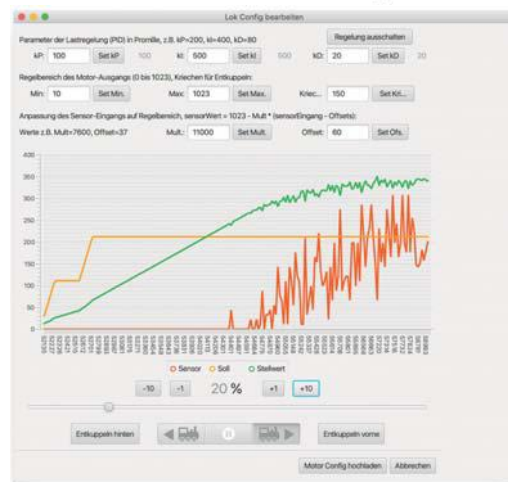 Lok Config bearbeiten
Parameter der Lastregelung (PID) in Promille, z.B. kP=200, kI=400, kD=80 Regelung ausschalten
kP: 100 Set kP 100 kI: 500 Set kI 500 kD: 20 Set kD 20
Regelbereich des Motor-Ausgangs (0 bis 1023), Kriechen für Entkuppeln:
Min: 10 Set Min. Max: 1023 Set Max. Kriec... 150 Set Kri...
Anpassung des Sensor-Eingangs auf Regelbereich, sensorWert = 1023 - Mult * (sensorEingang - Offsets):
Werte z.B. Mult=7600, Offset=37 Mult.: 11000 Set Mult. Offset: 60 Set Ofs.
400
350
300
250
200
150
100
50
0
Sensor Soll Stellwert
-10 -1 20 % +1 +10
Entkuppeln hinten Entkuppeln vorne
Motor Config hochladen Abbrechen